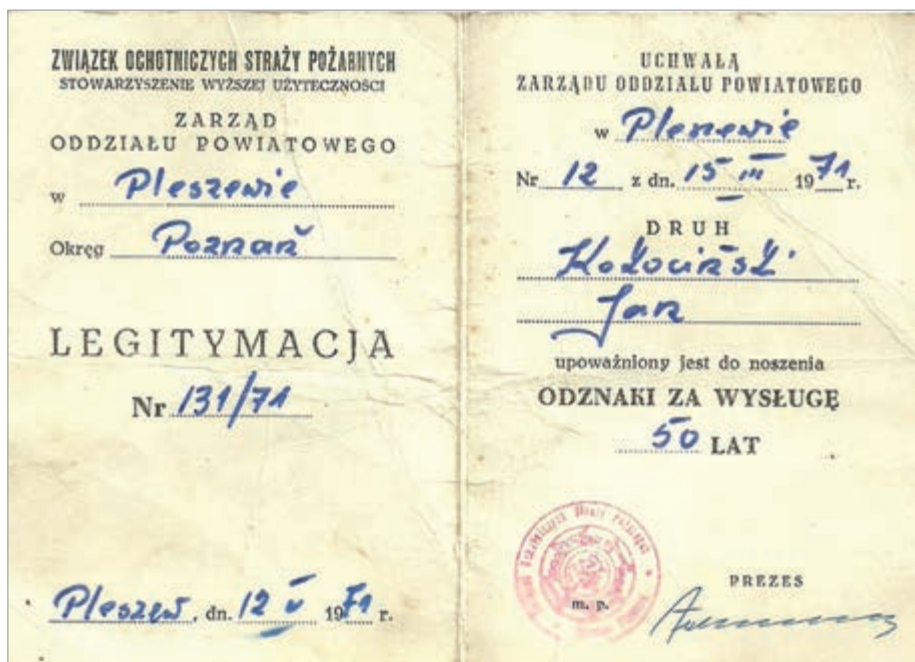 ZWIĄZEK OCHOTNICZYCH STRAŻY POŻARNYCH
STOWARZYSZENIE WYŻSZEJ UŻYTECZNOŚCI
ZARZĄD
ODDZIAŁU POWIATOWEGO
w Pleszewie
Okręg Poznań
LEGITYMACJA
Nr 131/71
Pleszew, dn. 12 V 1971 r.
UCHWAŁĄ
ZARZĄDU ODDZIAŁU POWIATOWEGO
w Pleszewie
Nr 12 z dn. 15 III 1971 r.
DRUH
Kołociński
Jan
upoważniony jest do noszenia
ODZNAKI ZA WYSŁUGĘ
50 LAT
m. p.
PREZES